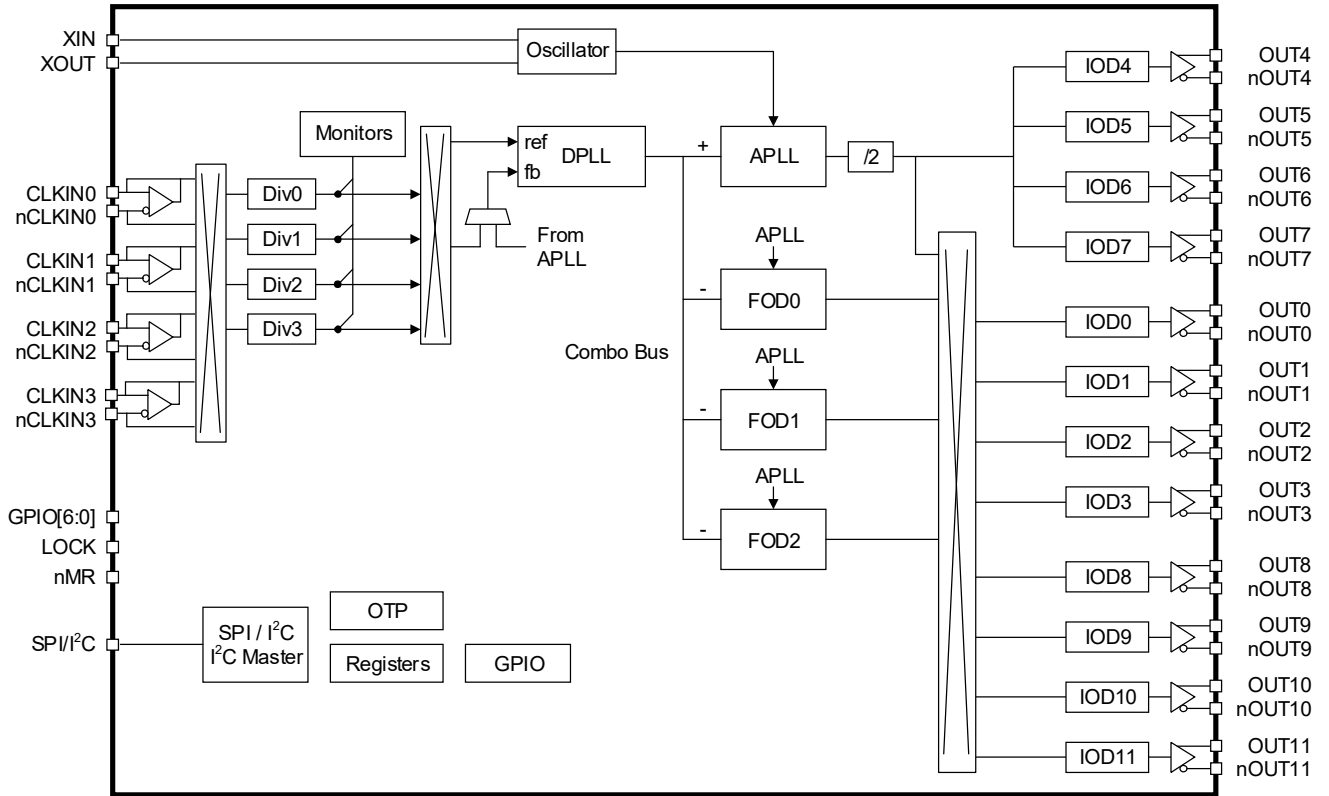 XIN
XOUT
Oscillator
Monitors
ref
fb
DPLL
+
APLL
/2
From
APLL
CLKIN0
nCLKIN0
CLKIN1
nCLKIN1
CLKIN2
nCLKIN2
CLKIN3
nCLKIN3
Div0
Div1
Div2
Div3
Combo Bus
APLL
-
FOD0
APLL
-
FOD1
APLL
-
FOD2
IOD4
IOD5
IOD6
IOD7
IOD0
IOD1
IOD2
IOD3
IOD8
IOD9
IOD10
IOD11
OUT4
nOUT4
OUT5
nOUT5
OUT6
nOUT6
OUT7
nOUT7
OUT0
nOUT0
OUT1
nOUT1
OUT2
nOUT2
OUT3
nOUT3
OUT8
nOUT8
OUT9
nOUT9
OUT10
nOUT10
OUT11
nOUT11
GPIO[6:0]
LOCK
nMR
SPI/I²C
SPI / I²C
I²C Master
OTP
Registers
GPIO